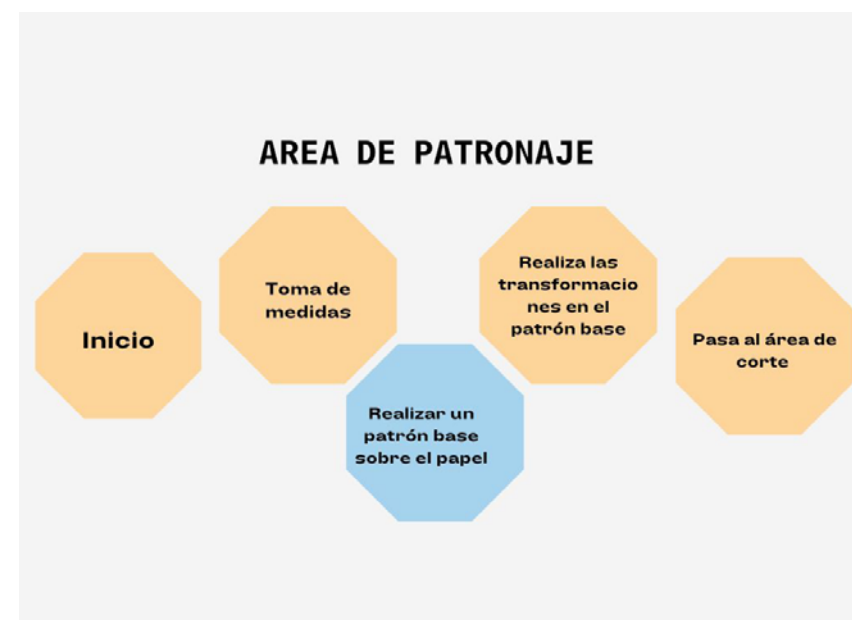 AREA DE PATRONAJE
Inicio
Toma de
medidas
Realizar un
patrón base
sobre el papel
Realiza las
transformacio
nes en el
patrón base
Pasa al área de
corte